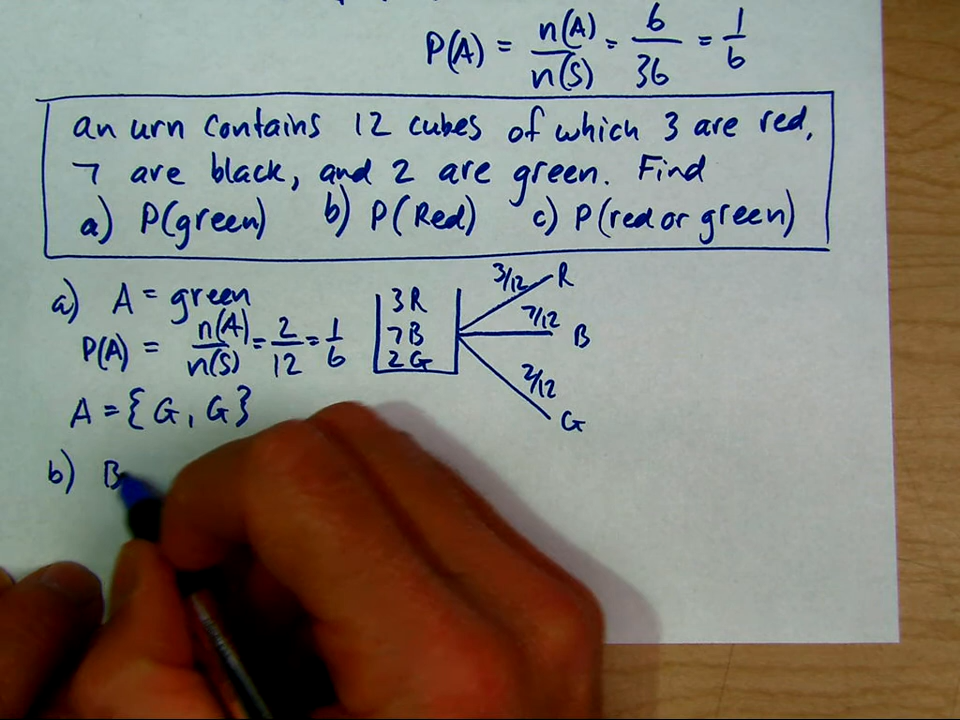 P(A) = n(A)/n(S) = 6/36 = 1/6
an urn contains 12 cubes of which 3 are red,
7 are black, and 2 are green. Find
a) P(green) b) P(Red) c) P(red or green)
a) A = green
P(A) = n(A)/n(S) = 2/12 = 1/6
A = {G, G}
3R
7B
2G
3/12 R
7/12 B
2/12 G
b) B